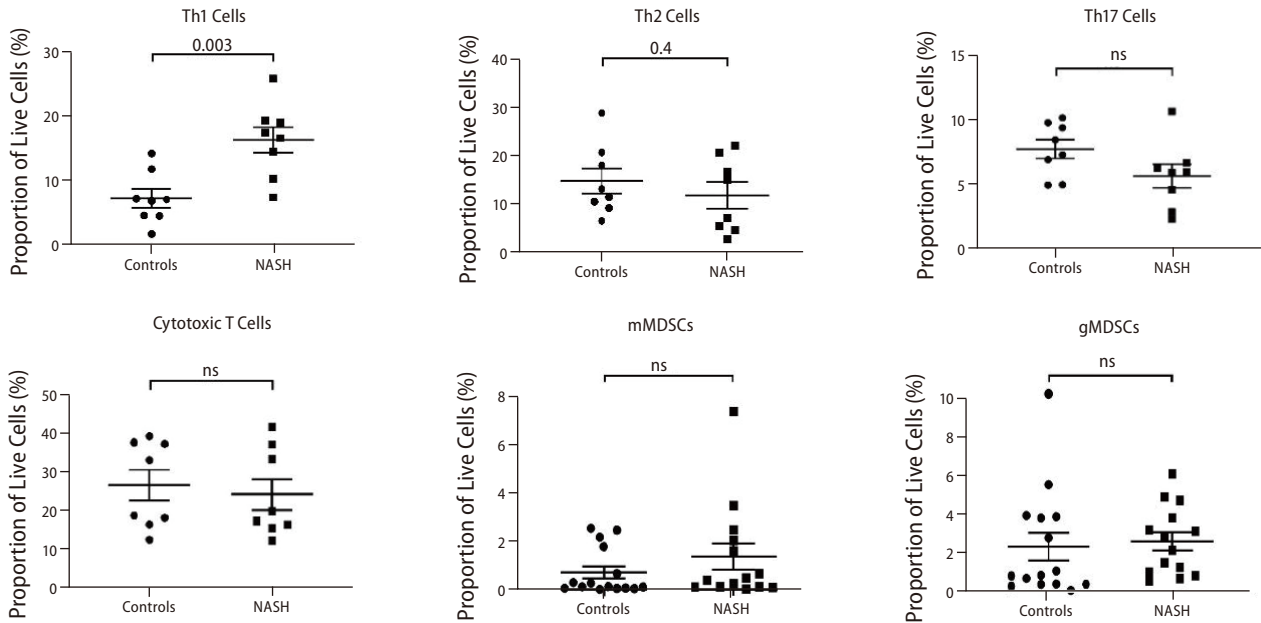 Th1 Cells
Proportion of Live Cells (%)
30
20
10
0
0.003
Controls
NASH
Th2 Cells
Proportion of Live Cells (%)
40
30
20
10
0
0.4
Controls
NASH
Th17 Cells
Proportion of Live Cells (%)
15
10
5
0
ns
Controls
NASH
Cytotoxic T Cells
Proportion of Live Cells (%)
50
40
30
20
10
0
ns
Controls
NASH
mMDSCs
Proportion of Live Cells (%)
8
6
4
2
0
ns
Controls
NASH
gMDSCs
Proportion of Live Cells (%)
10
8
6
4
2
0
ns
Controls
NASH